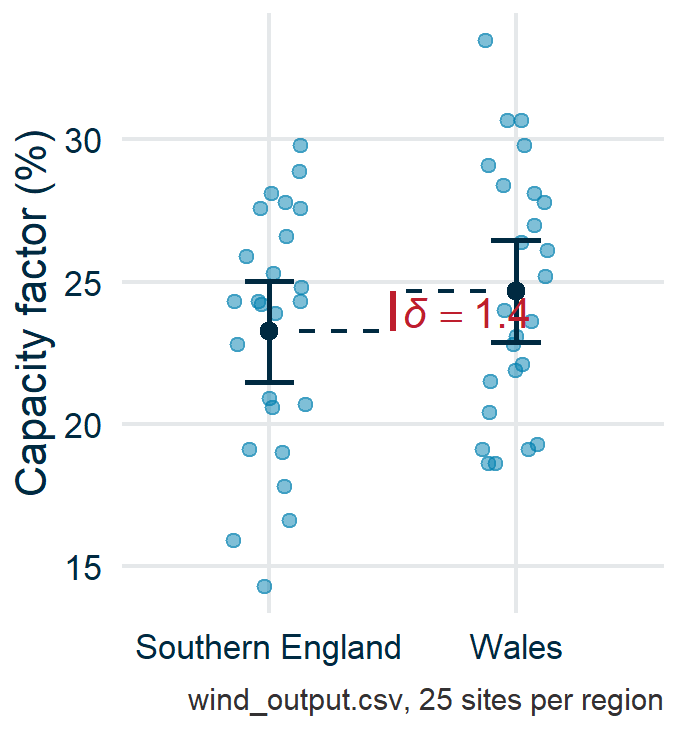 Capacity factor (%)
30
25
20
15
δ = 1.4
Southern England
Wales
wind_output.csv, 25 sites per region